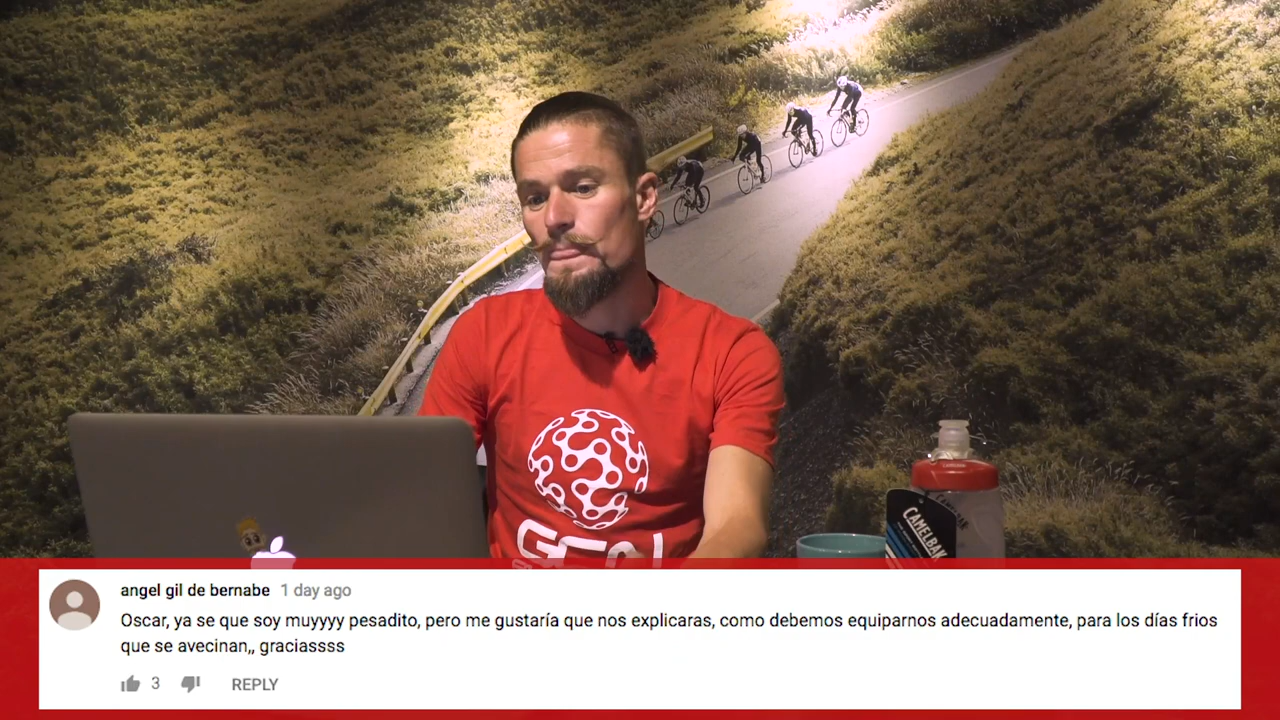 GCN
CAMELBAK
angel gil de bernabe 1 day ago
Oscar, ya se que soy muyyyy pesadito, pero me gustaría que nos explicaras, como debemos equiparnos adecuadamente, para los días frios
que se avecinan,, graciassss
3 REPLY